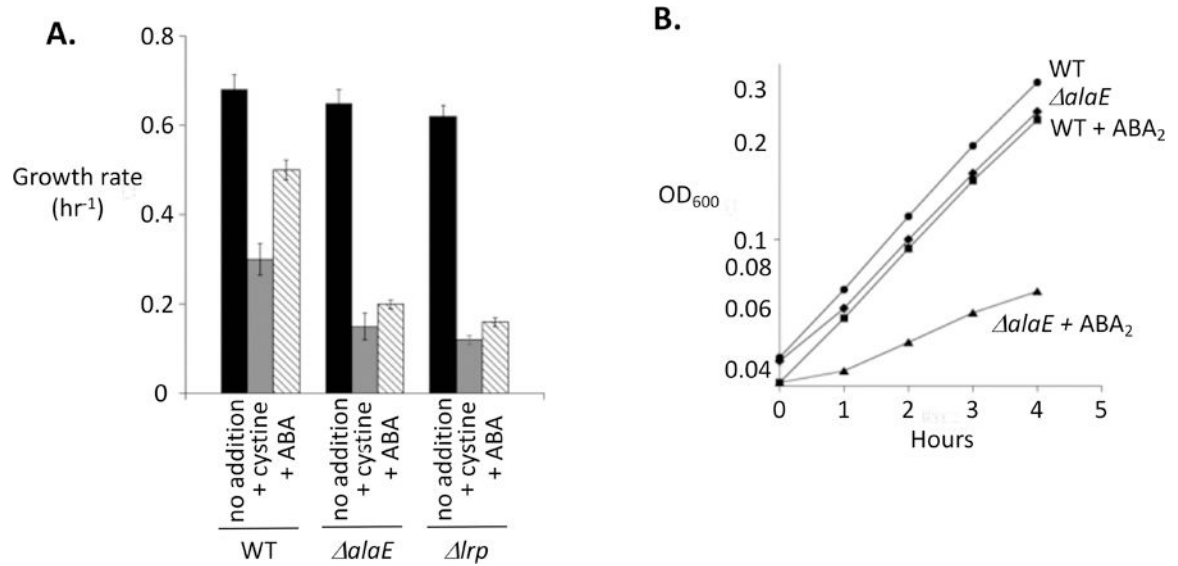 A.
0.8
0.6
Growth rate
(hr-1)
0.4
0.2
0
no addition
+ cystine
+ ABA
no addition
+ cystine
+ ABA
no addition
+ cystine
+ ABA
WT
ΔalaE
Δlrp
B.
WT
0.3
ΔalaE
WT + ABA2
0.2
OD600
0.1
0.08
0.06
ΔalaE + ABA2
0.04
0 1 2 3 4 5
Hours